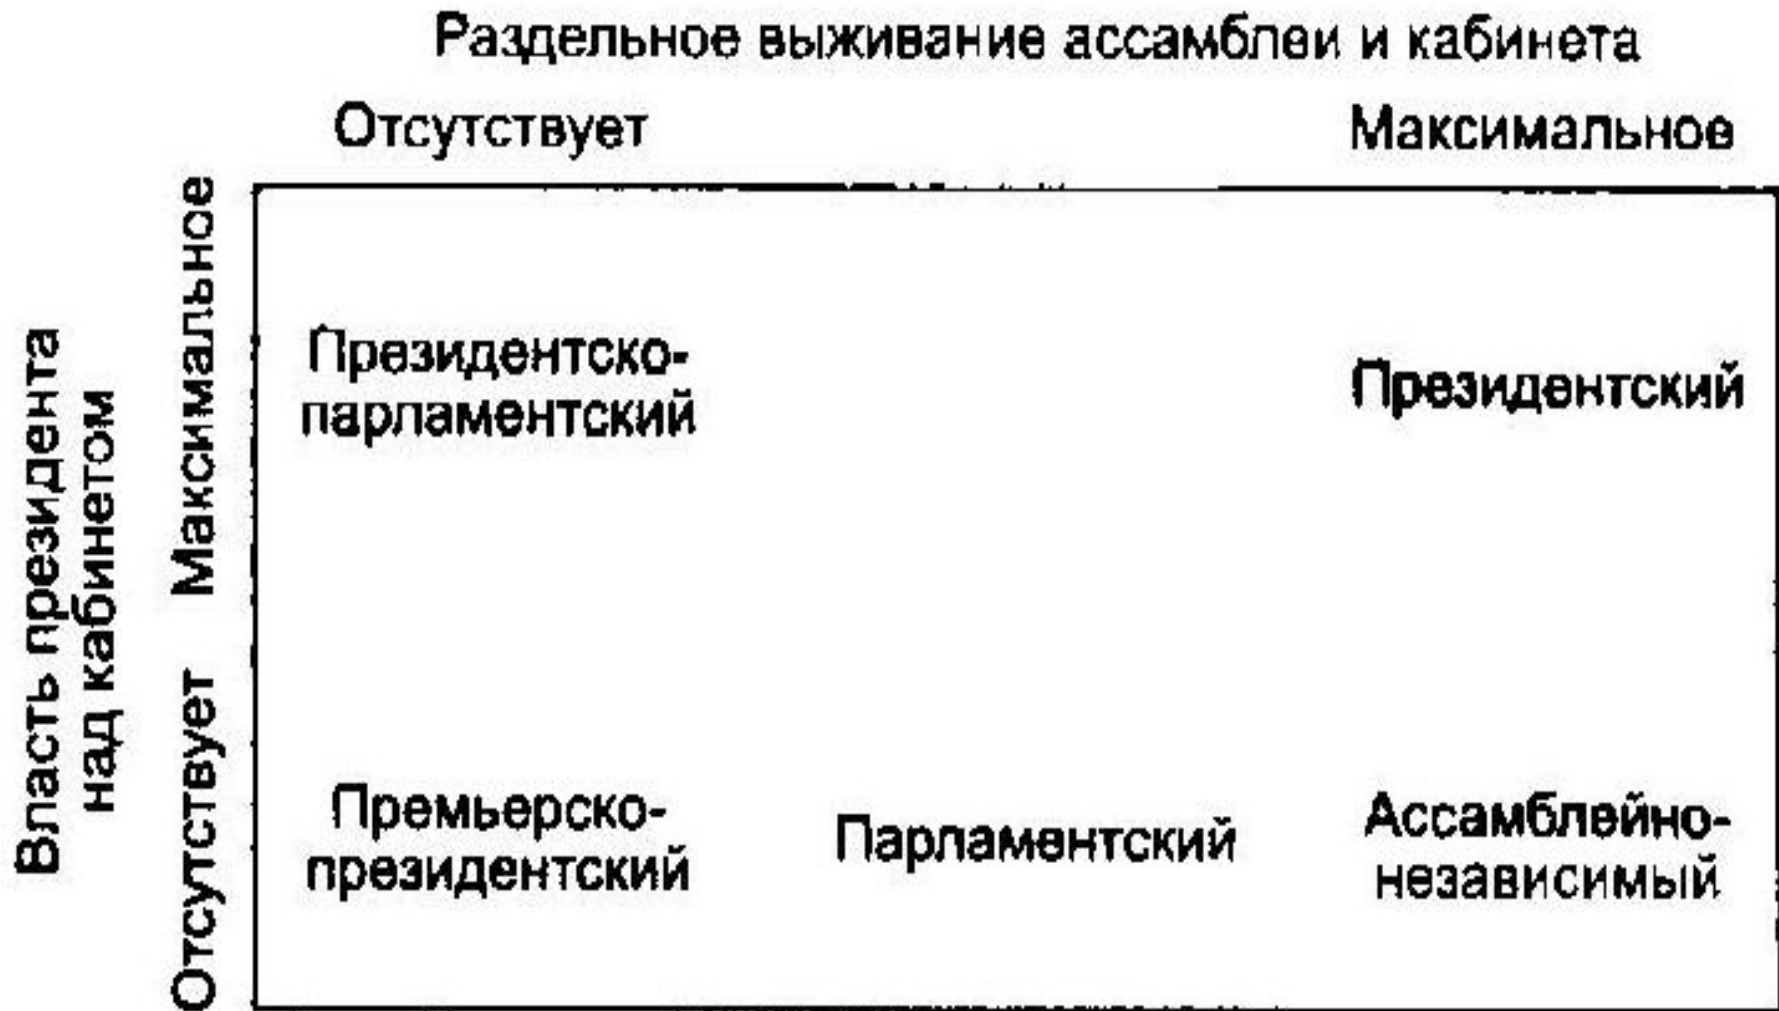 Раздельное выживание ассамблеи и кабинета
Отсутствует
Максимальное
Власть президента
над кабинетом
Максимальное
Отсутствует
Президентско-
парламентский
Президентский
Премьерско-
президентский
Парламентский
Ассамблейно-
независимый